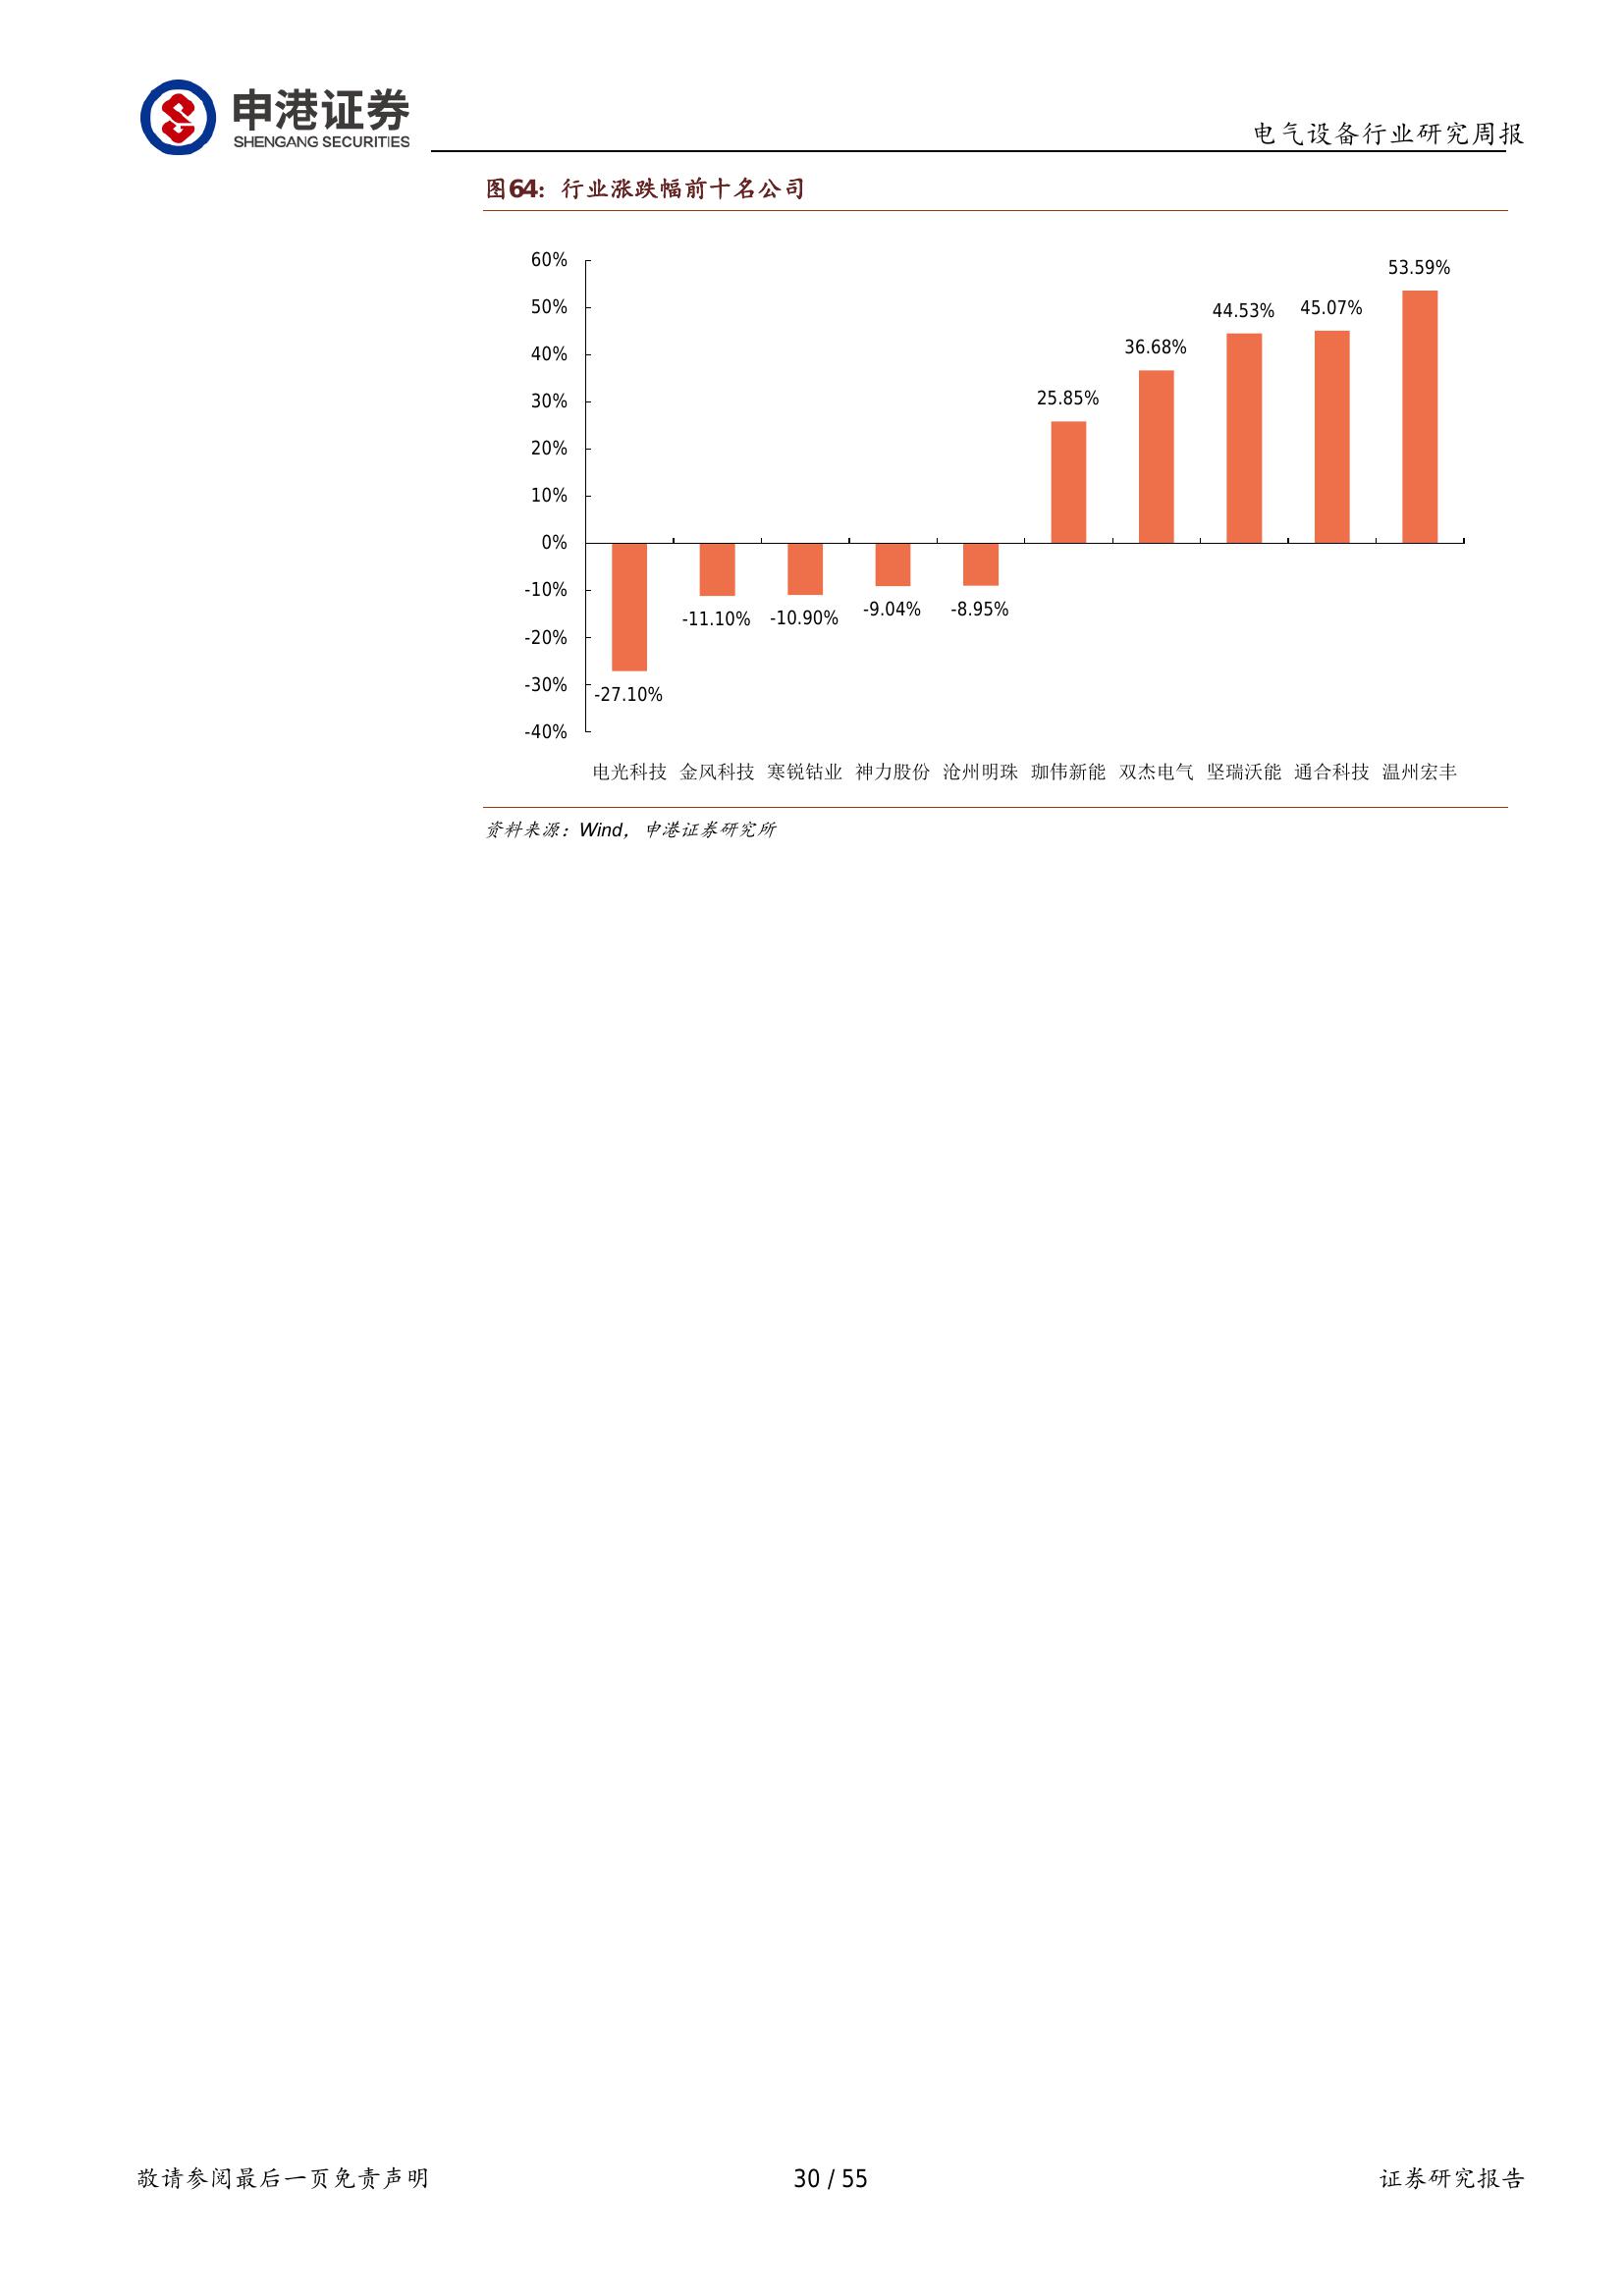 申港证券
SHENGANG SECURITIES
电气设备行业研究周报
图64：行业涨跌幅前十名公司
60%
50%
40%
30%
20%
10%
0%
-10%
-20%
-30%
-40%
-27.10%
-11.10%
-10.90%
-9.04%
-8.95%
25.85%
36.68%
44.53%
45.07%
53.59%
电光科技 金风科技 寒锐钴业 神力股份 沧州明珠 珈伟新能 双杰电气 坚瑞沃能 通合科技 温州宏丰
资料来源：Wind，申港证券研究所
敬请参阅最后一页免责声明
30 / 55
证券研究报告